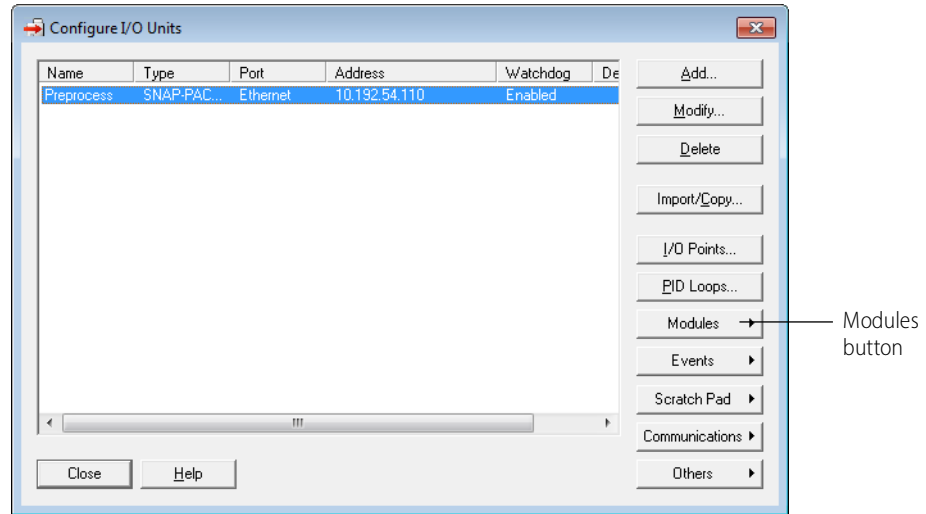 Configure I/O Units
Name Type Port Address Watchdog De
Preprocess SNAP-PAC... Ethernet 10.192.54.110 Enabled
Add...
Modify...
Delete
Import/Copy...
I/O Points...
PID Loops...
Modules
Events
Scratch Pad
Communications
Others
Close Help
Modules
button